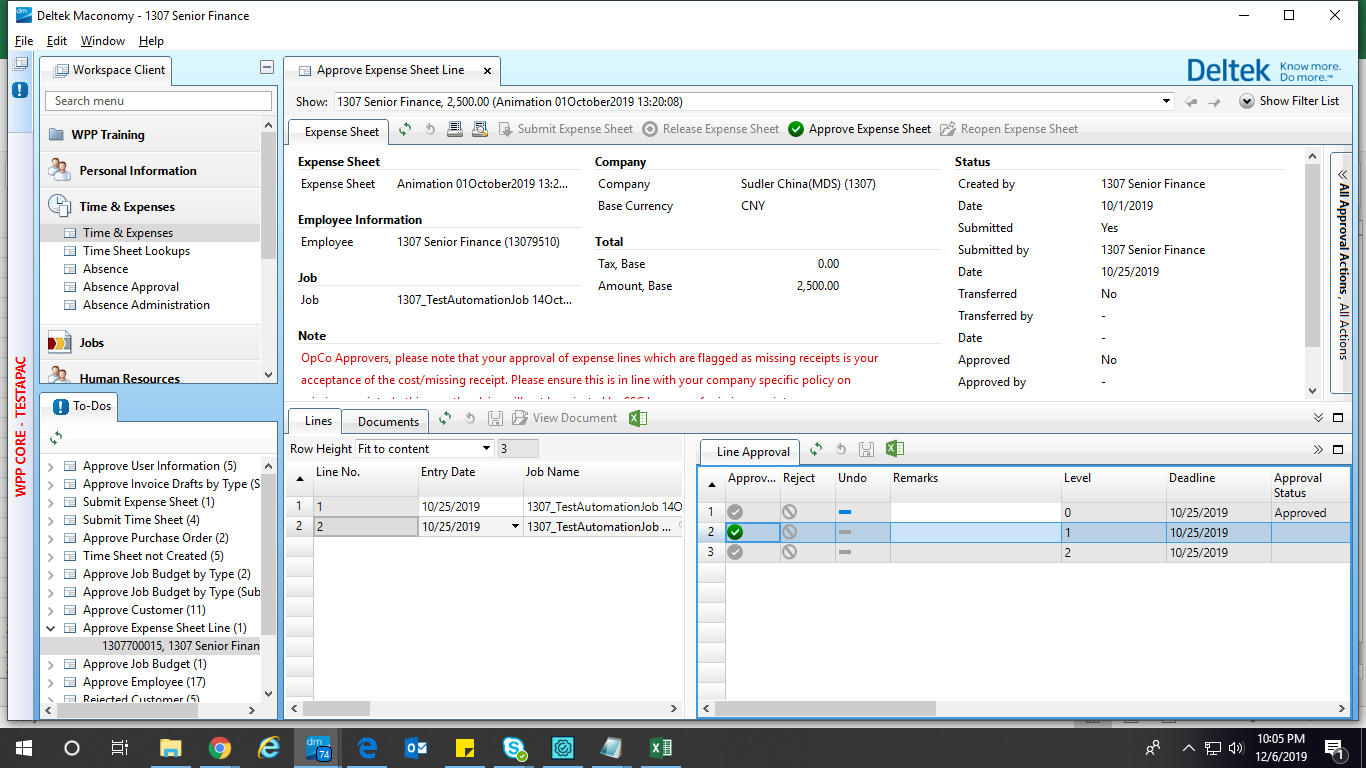 Deltek Maconomy - 1307 Senior Finance
File Edit Window Help
Workspace Client
Search menu
WPP Training
Personal Information
Time & Expenses
Time & Expenses
Time Sheet Lookups
Absence
Absence Approval
Absence Administration
Jobs
Human Resources
WPP CORE - TESTAPAC
To-Dos
Approve User Information (5)
Approve Invoice Drafts by Type (S
Submit Expense Sheet (1)
Submit Time Sheet (4)
Approve Purchase Order (2)
Time Sheet not Created (5)
Approve Job Budget by Type (2)
Approve Job Budget by Type (Sub
Approve Customer (11)
Approve Expense Sheet Line (1)
1307700015, 1307 Senior Finan
Approve Job Budget (1)
Approve Employee (17)
Rejected Customer (5)
Approve Expense Sheet Line
Deltek Know more.
Do more.™
Show: 1307 Senior Finance, 2,500.00 (Animation 01October2019 13:20:08)
Show Filter List
Expense Sheet
Submit Expense Sheet
Release Expense Sheet
Approve Expense Sheet
Reopen Expense Sheet
Expense Sheet
Expense Sheet Animation 01October2019 13:2...
Employee Information
Employee 1307 Senior Finance (13079510)
Job
Job 1307_TestAutomationJob 14Oct...
Note
OpCo Approvers, please note that your approval of expense lines which are flagged as missing receipts is your
acceptance of the cost/missing receipt. Please ensure this is in line with your company specific policy on
Company
Company Sudler China(MDS) (1307)
Base Currency CNY
Total
Tax, Base 0.00
Amount, Base 2,500.00
Status
Created by 1307 Senior Finance
Date 10/1/2019
Submitted Yes
Submitted by 1307 Senior Finance
Date 10/25/2019
Transferred No
Transferred by -
Date -
Approved No
Approved by -
All Approval Actions, All Actions
Lines
Documents
View Document
Row Height Fit to content 3
Line No. Entry Date Job Name
1 1 10/25/2019 1307_TestAutomationJob 14O
2 2 10/25/2019 1307_TestAutomationJob ...
Line Approval
Approv... Reject Undo Remarks Level Deadline Approval Status
1 0 10/25/2019 Approved
2 1 10/25/2019
3 2 10/25/2019
dm
74
10:05 PM
12/6/2019
1